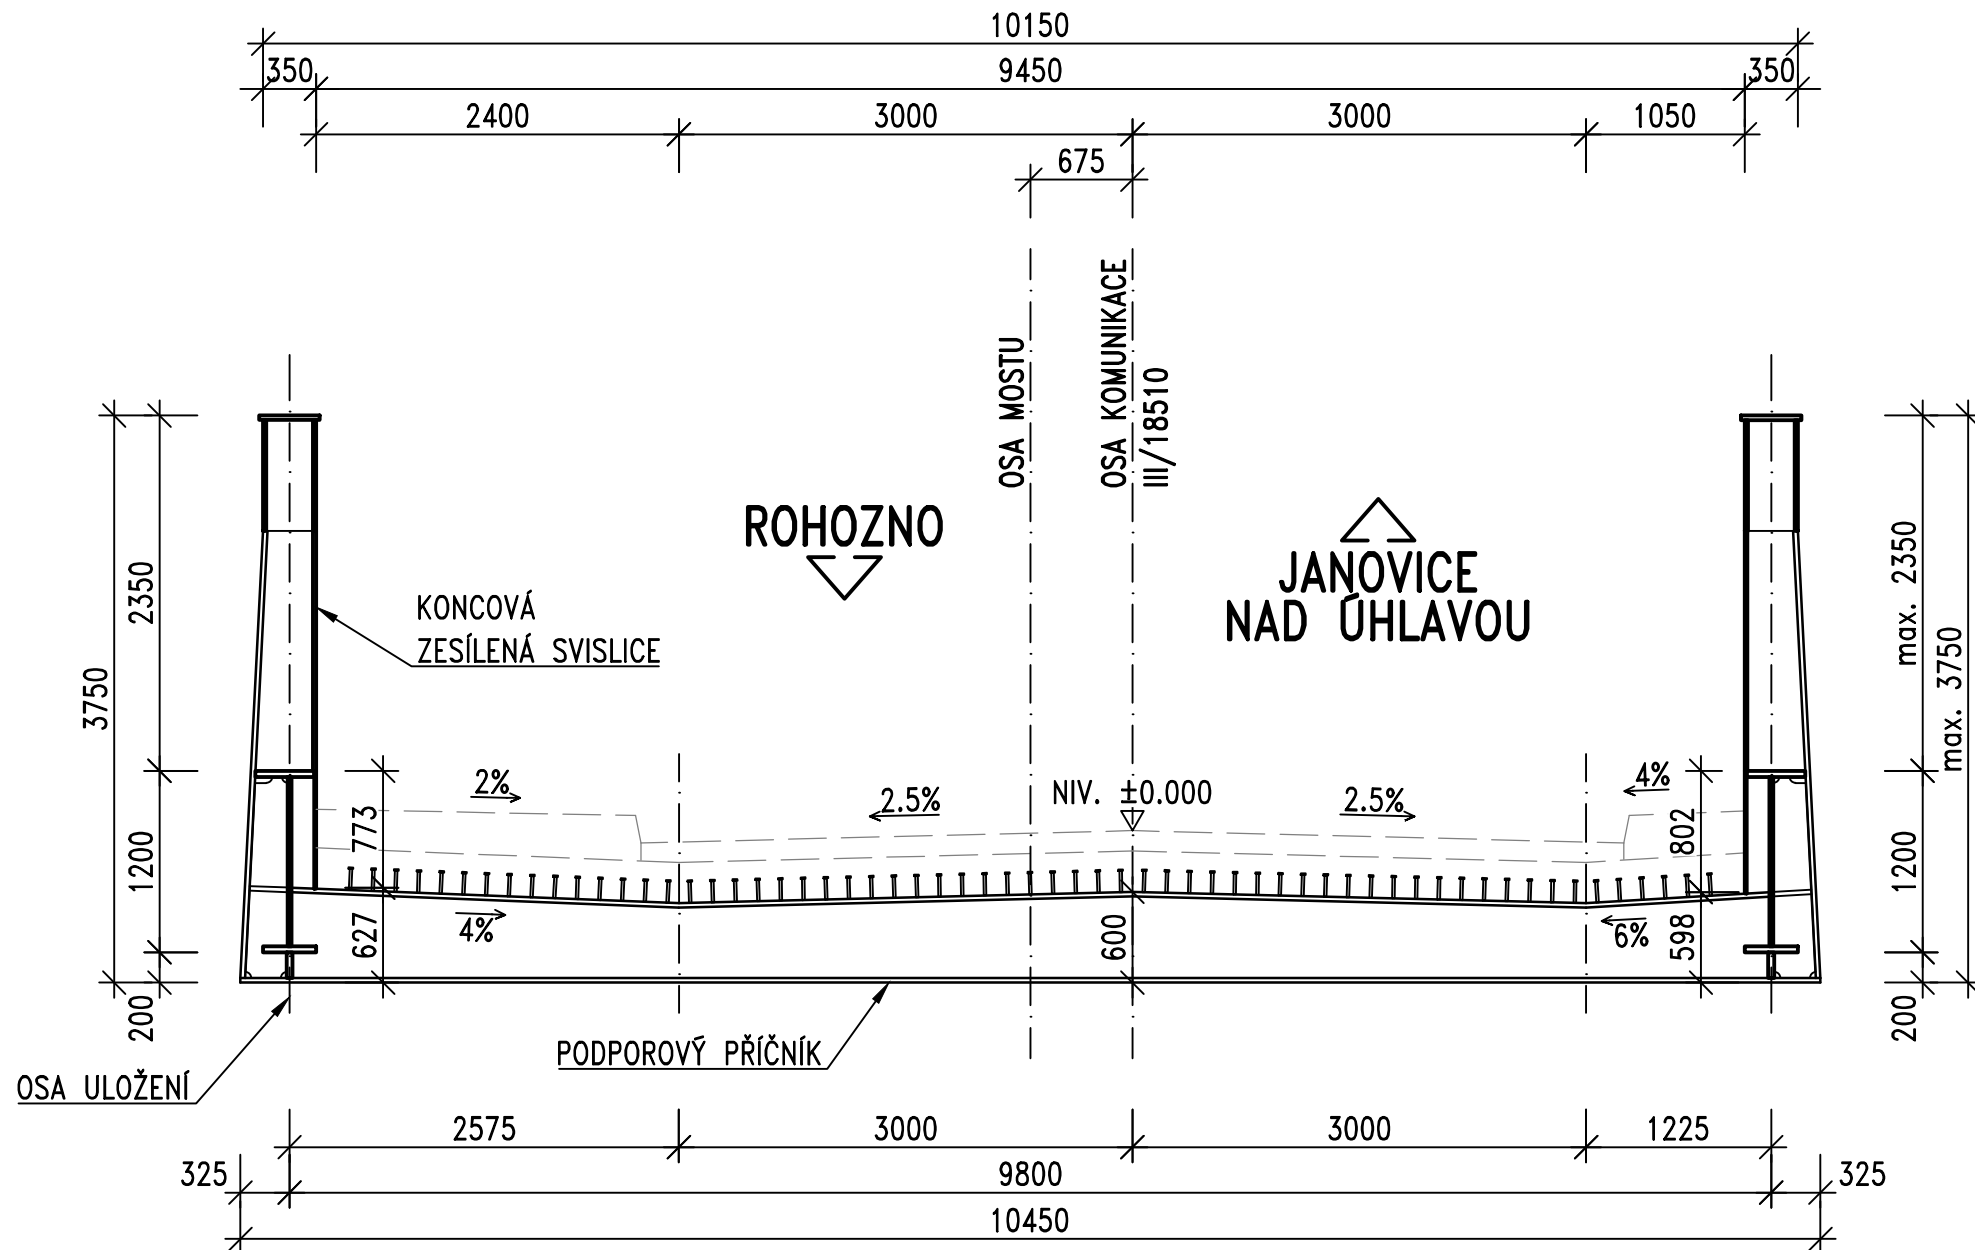 10150
350
9450
350
2400
3000
3000
1050
675
OSA MOSTU
OSA KOMUNIKACE
III/18510
ROHOZNO
JANOVICE
NAD ÚHLAVOU
KONCOVÁ
ZESÍLENÁ SVISLICE
3750
2350
1200
200
max. 2350
max. 3750
1200
200
2%
2.5%
NIV. ±0.000
2.5%
4%
773
802
627
4%
600
6%
598
PODPOROVÝ PŘÍČNÍK
OSA ULOŽENÍ
2575
3000
3000
1225
325
9800
325
10450